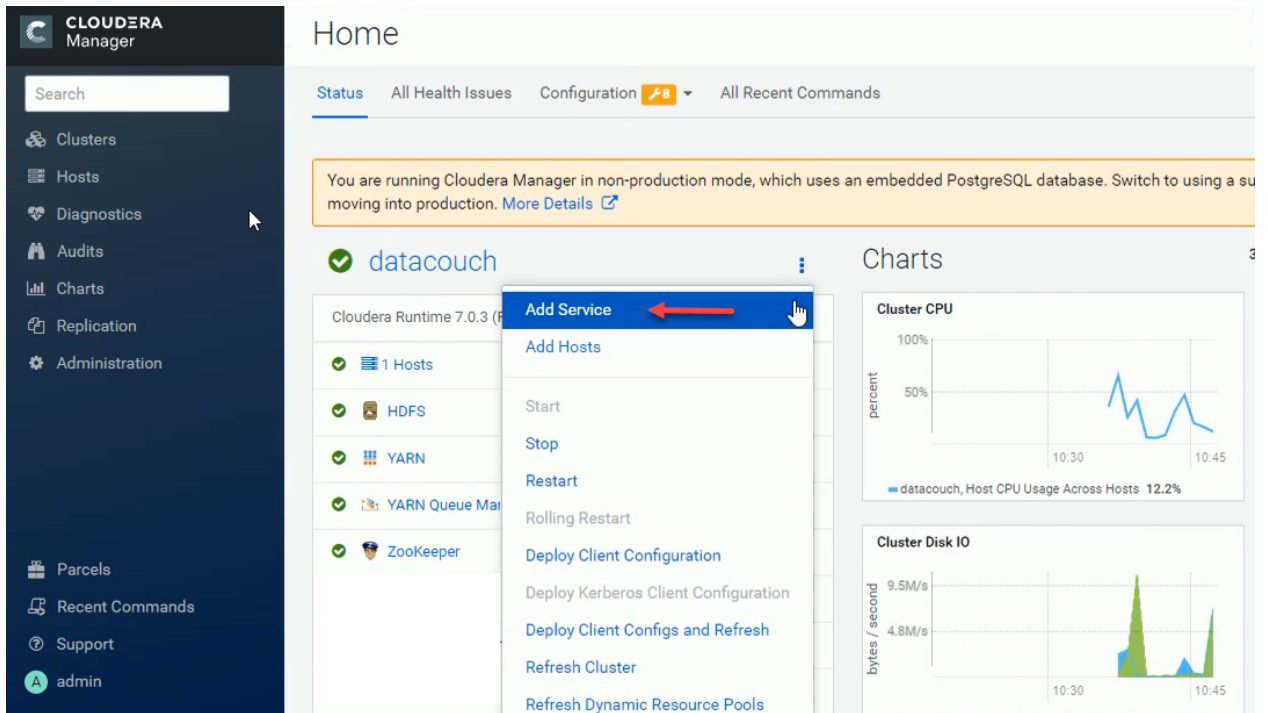 CLOUDERA
Manager
Search
Clusters
Hosts
Diagnostics
Audits
Charts
Replication
Administration
Parcels
Recent Commands
Support
A admin
Home
Status All Health Issues Configuration 8 All Recent Commands
You are running Cloudera Manager in non-production mode, which uses an embedded PostgreSQL database. Switch to using a su
moving into production. More Details
datacouch
Cloudera Runtime 7.0.3 (
1 Hosts
HDFS
YARN
YARN Queue Ma
ZooKeeper
Add Service
Add Hosts
Start
Stop
Restart
Rolling Restart
Deploy Client Configuration
Deploy Kerberos Client Configuration
Deploy Client Configs and Refresh
Refresh Cluster
Refresh Dynamic Resource Pools
Charts
3
Cluster CPU
percent
100%
50%
10:30 10:45
datacouch, Host CPU Usage Across Hosts 12.2%
Cluster Disk IO
bytes / second
9.5M/s
4.8M/s
10:30 10:45